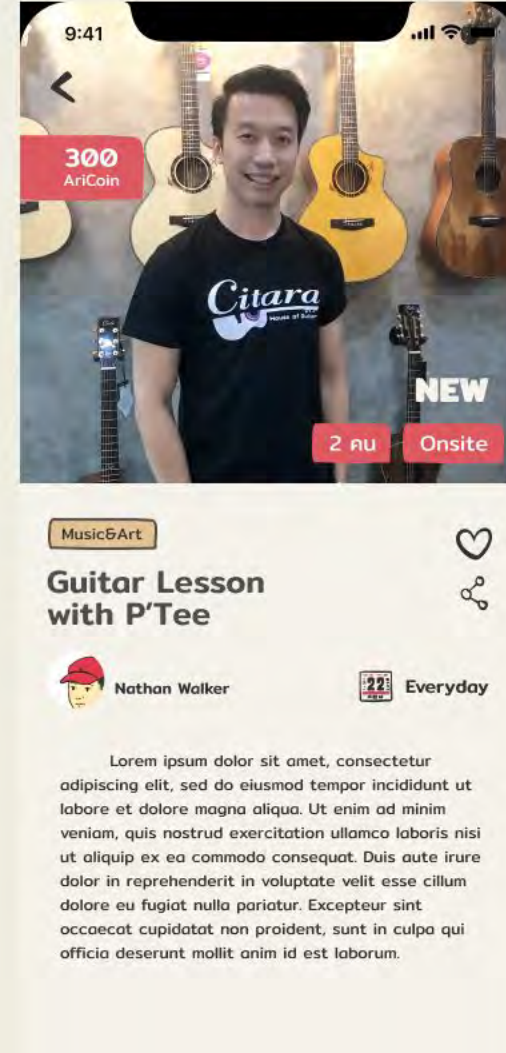 9:41
300
AriCoin
Citara
House of Guitar
NEW
2 คน
Onsite
Music&Art
Guitar Lesson
with P'Tee
Nathan Walker
22
Everyday
Lorem ipsum dolor sit amet, consectetur
adipiscing elit, sed do eiusmod tempor incididunt ut
labore et dolore magna aliqua. Ut enim ad minim
veniam, quis nostrud exercitation ullamco laboris nisi
ut aliquip ex ea commodo consequat. Duis aute irure
dolor in reprehenderit in voluptate velit esse cillum
dolore eu fugiat nulla pariatur. Excepteur sint
occaecat cupidatat non proident, sunt in culpa qui
officia deserunt mollit anim id est laborum.